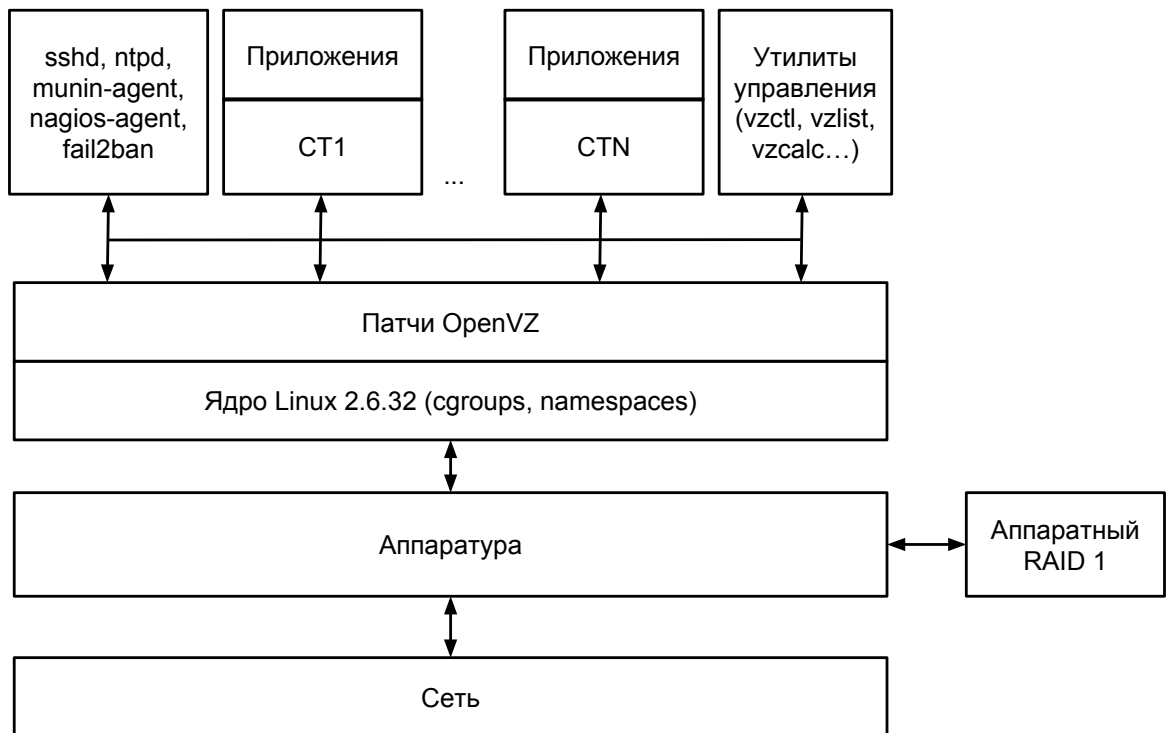 sshd, ntpd,
munin-agent,
nagios-agent,
fail2ban
Приложения
CT1
...
Приложения
CTN
Утилиты
управления
(vzctl, vzlist,
vzcalc…)
Патчи OpenVZ
Ядро Linux 2.6.32 (cgroups, namespaces)
Аппаратура
Аппаратный
RAID 1
Сеть